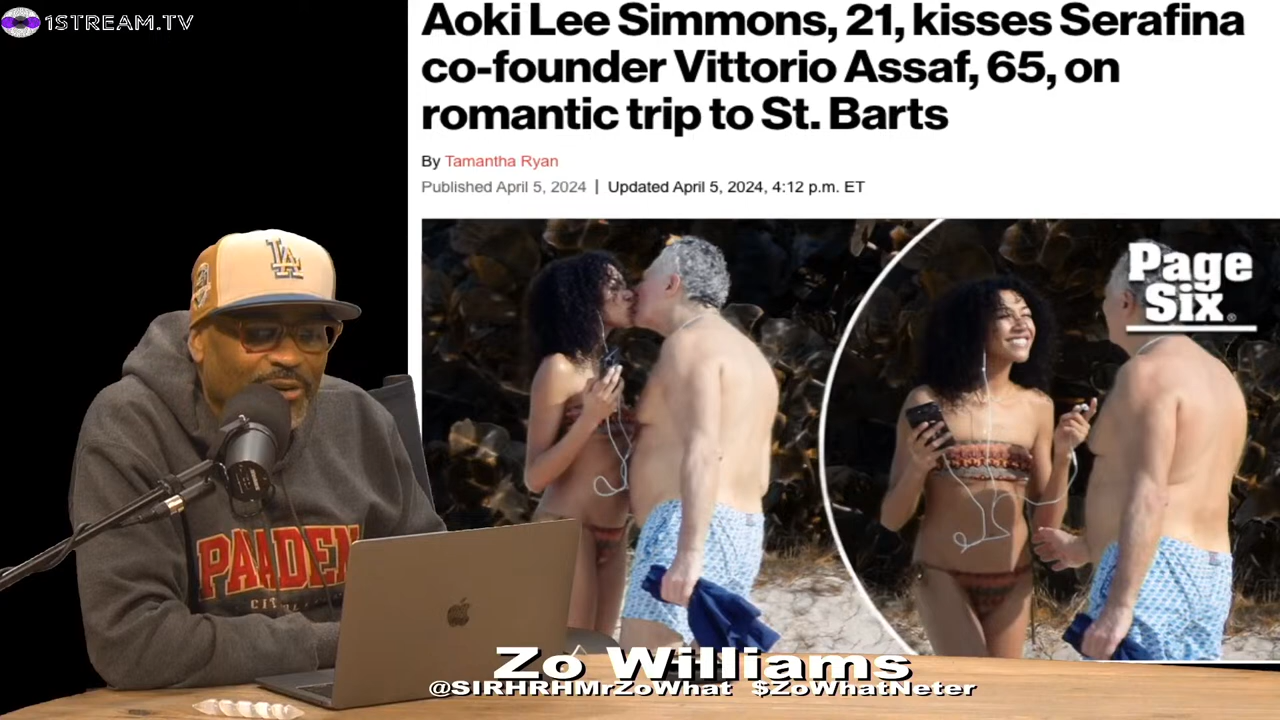 1STREAM.TV
Aoki Lee Simmons, 21, kisses Serafina
co-founder Vittorio Assaf, 65, on
romantic trip to St. Barts
By Tamantha Ryan
Published April 5, 2024 | Updated April 5, 2024, 4:12 p.m. ET
Page
Six
LA
Zo Williams
@SIRHRHMrZoWhat $ZoWhatNeter